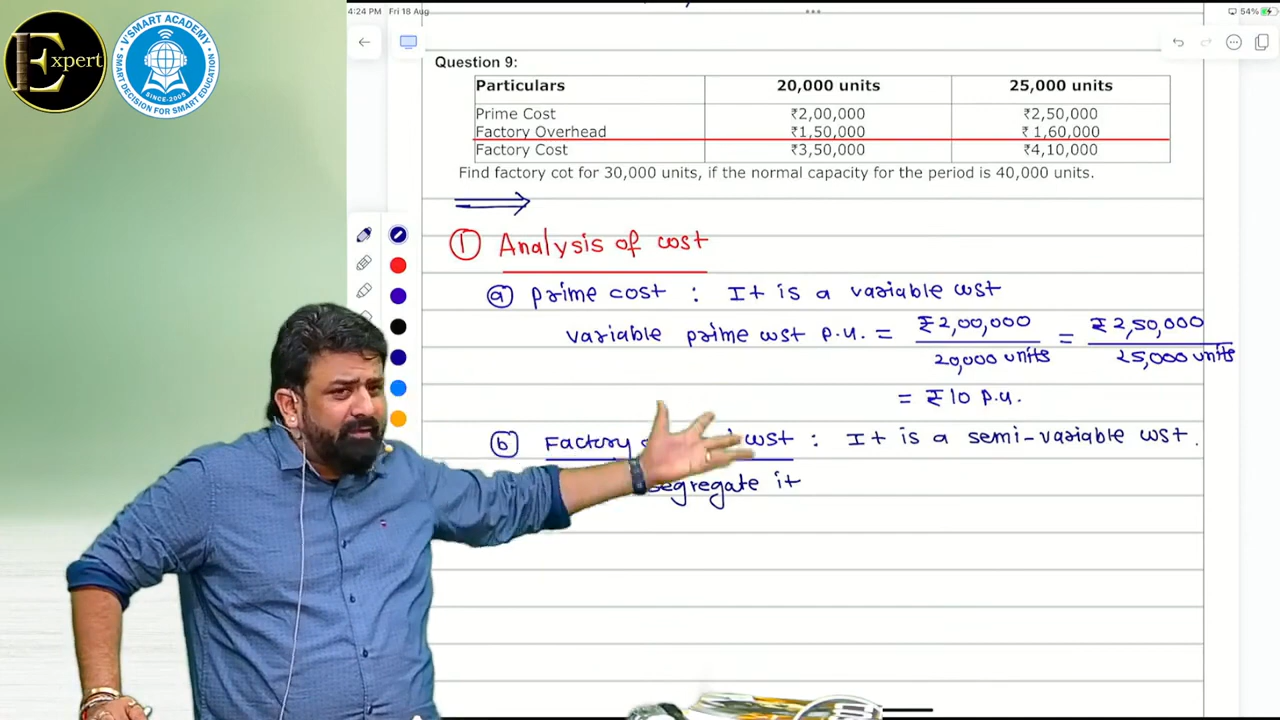 Expert
V'SMART ACADEMY
SINCE-2005
SMART DECISION FOR SMART EDUCATION
4:24 PM Fri 18 Aug
54%
Question 9:
Particulars 20,000 units 25,000 units
Prime Cost ₹2,00,000 ₹2,50,000
Factory Overhead ₹1,50,000 ₹ 1,60,000
Factory Cost ₹3,50,000 ₹4,10,000
Find factory cot for 30,000 units, if the normal capacity for the period is 40,000 units.
① Analysis of cost
ⓐ prime cost : It is a variable cost
variable prime cost p.u. = ₹2,00,000 / 20,000 units = ₹2,50,000 / 25,000 units
= ₹10 p.u.
ⓑ Factory cost : It is a semi-variable cost.
segregate it